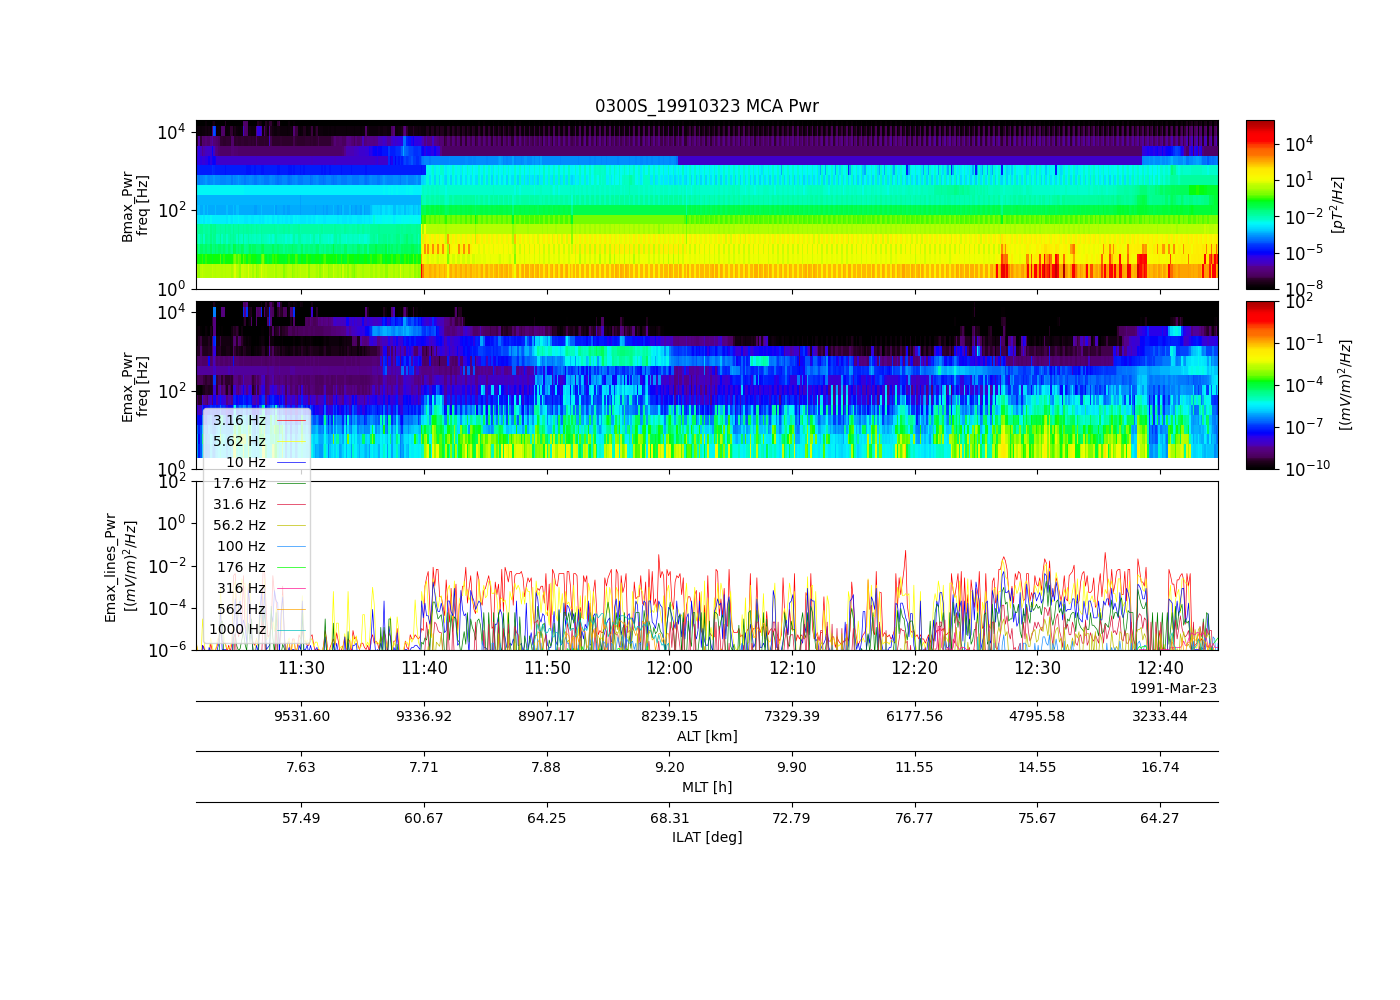 0300S_19910323 MCA Pwr
10^4
10^2
10^0
Bmax_Pwr
freq [Hz]
10^4
10^1
10^-2
10^-5
10^-8
[pT^2/Hz]
10^4
10^2
10^0
Emax_Pwr
freq [Hz]
10^2
10^-1
10^-4
10^-7
10^-10
[(mV/m)^2/Hz]
3.16 Hz
5.62 Hz
10 Hz
17.6 Hz
31.6 Hz
56.2 Hz
100 Hz
176 Hz
316 Hz
562 Hz
1000 Hz
10^2
10^0
10^-2
10^-4
10^-6
Emax_lines_Pwr
[(mV/m)^2/Hz]
11:30 11:40 11:50 12:00 12:10 12:20 12:30 12:40
1991-Mar-23
9531.60 9336.92 8907.17 8239.15 7329.39 6177.56 4795.58 3233.44
ALT [km]
7.63 7.71 7.88 9.20 9.90 11.55 14.55 16.74
MLT [h]
57.49 60.67 64.25 68.31 72.79 76.77 75.67 64.27
ILAT [deg]